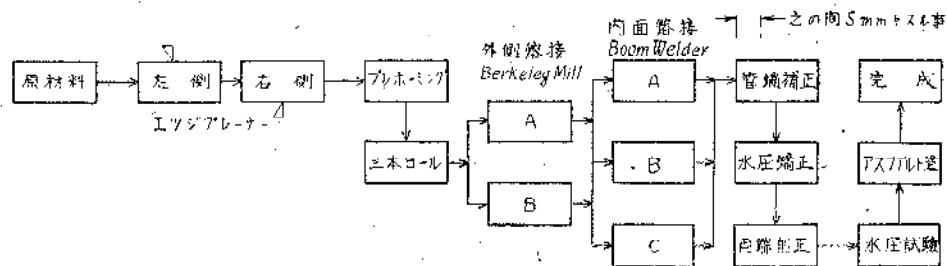 之の間5mmトスル事
外側熔接
Berkeley Mill
内面熔接
Boom Welder
原材料
左側
右側
エツジプレーナー
プレホーミング
三本ロール
A
B
A
B
C
管端補正
水圧矯正
完成
アスファルト塗
水圧試験